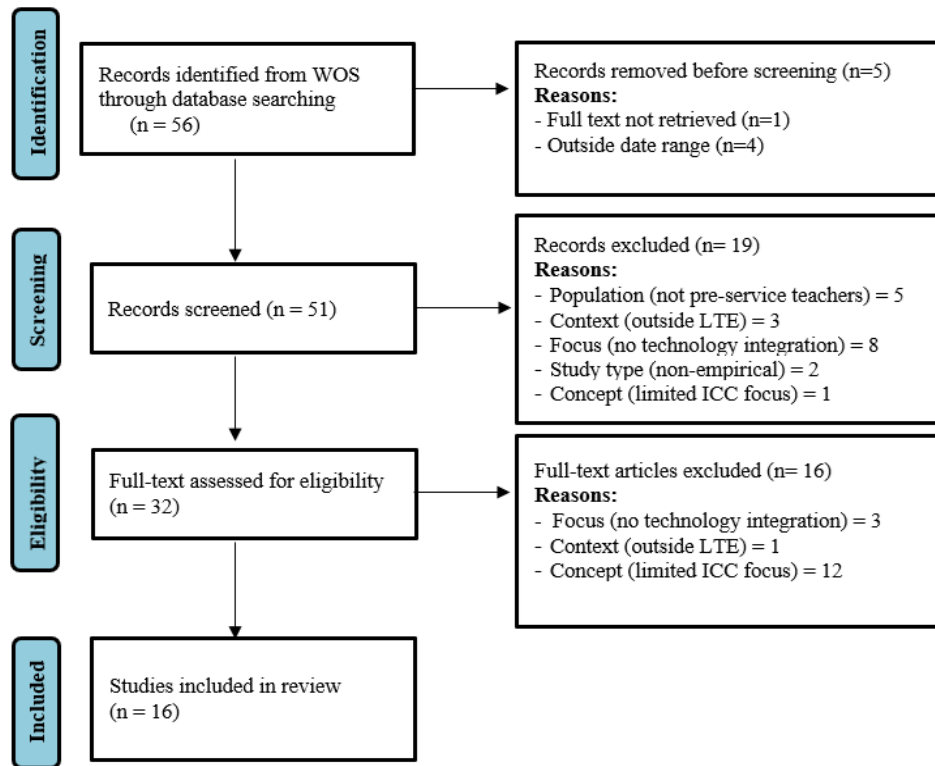 Identification
Records identified from WOS
through database searching
(n = 56)
Records removed before screening (n=5)
Reasons:
- Full text not retrieved (n=1)
- Outside date range (n=4)
Screening
Records screened (n = 51)
Records excluded (n= 19)
Reasons:
- Population (not pre-service teachers) = 5
- Context (outside LTE) = 3
- Focus (no technology integration) = 8
- Study type (non-empirical) = 2
- Concept (limited ICC focus) = 1
Eligibility
Full-text assessed for eligibility
(n = 32)
Full-text articles excluded (n= 16)
Reasons:
- Focus (no technology integration) = 3
- Context (outside LTE) = 1
- Concept (limited ICC focus) = 12
Included
Studies included in review
(n = 16)